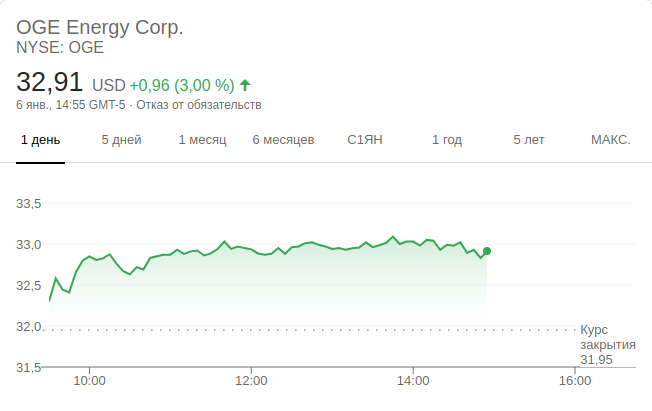 OGE Energy Corp.
NYSE: OGE
32,91 USD +0,96 (3,00 %)
6 янв., 14:55 GMT-5 · Отказ от обязательств
1 день 5 дней 1 месяц 6 месяцев С1ЯН 1 год 5 лет МАКС.
33,5
33,0
32,5
32,0
Курс
закрытия
31,95
31,5
10:00 12:00 14:00 16:00